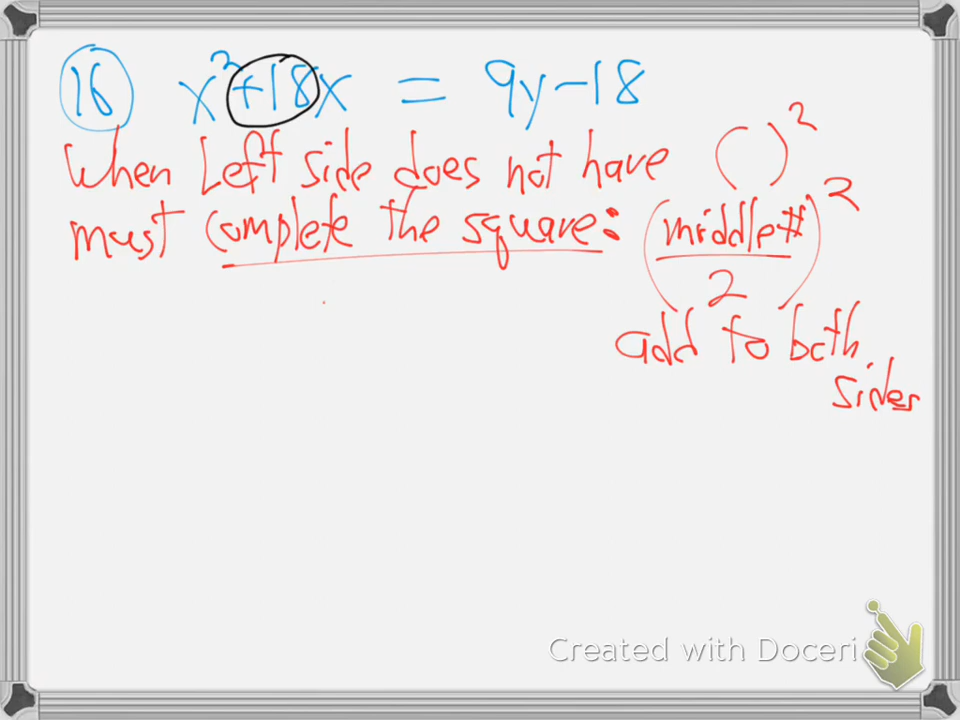 16 x²+18x = 9y-18
When Left side does not have ( )²
must complete the square: (middle#/2)²
add to both
sides
Created with Doceri